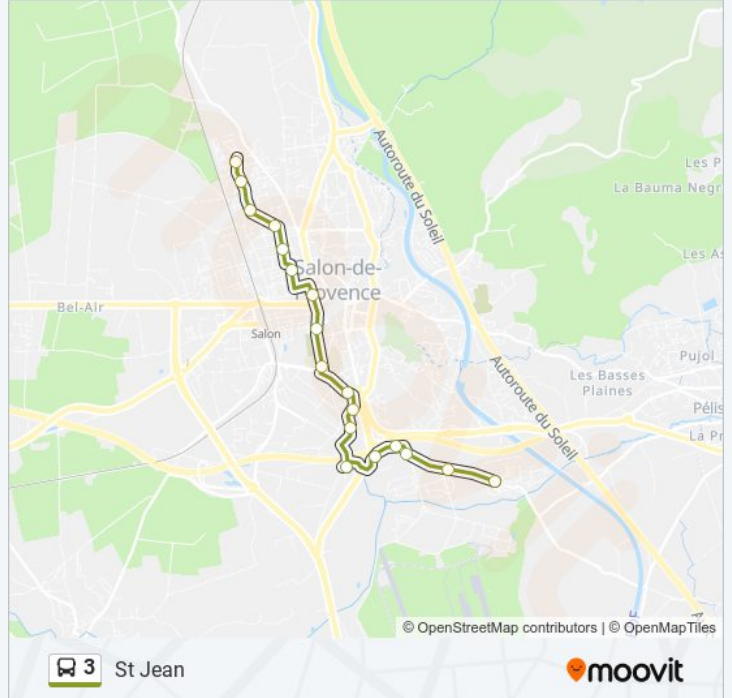 Autoroute du Soleil
Les P
La Bauma Negr
Les As
Salon-de-
Provence
Bel-Air
Salon
Pujol
Autoroute du Soleil
Les Basses
Plaines
Pélis
La Pr
A
© OpenStreetMap contributors | © OpenMapTiles
3 St Jean
moovit